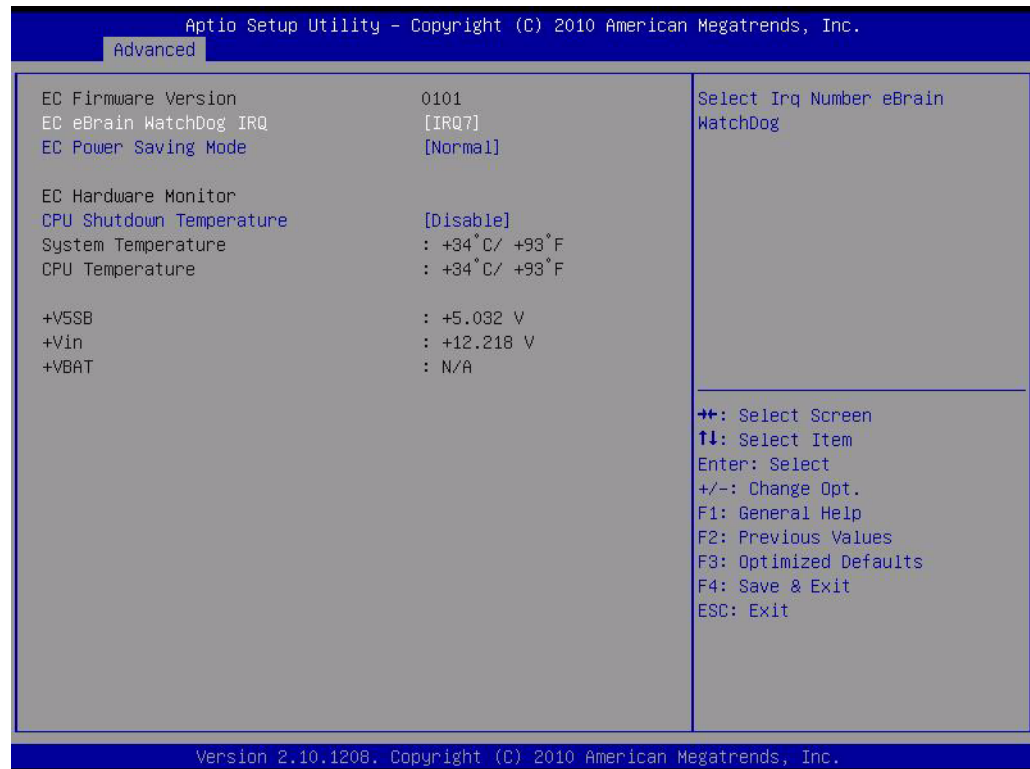 Aptio Setup Utility – Copyright (C) 2010 American Megatrends, Inc.
Advanced
EC Firmware Version 0101
EC eBrain WatchDog IRQ [IRQ7]
EC Power Saving Mode [Normal]
EC Hardware Monitor
CPU Shutdown Temperature [Disable]
System Temperature : +34°C/ +93°F
CPU Temperature : +34°C/ +93°F
+V5SB : +5.032 V
+Vin : +12.218 V
+VBAT : N/A
Select Irq Number eBrain
WatchDog
→←: Select Screen
↑↓: Select Item
Enter: Select
+/-: Change Opt.
F1: General Help
F2: Previous Values
F3: Optimized Defaults
F4: Save & Exit
ESC: Exit
Version 2.10.1208. Copyright (C) 2010 American Megatrends, Inc.